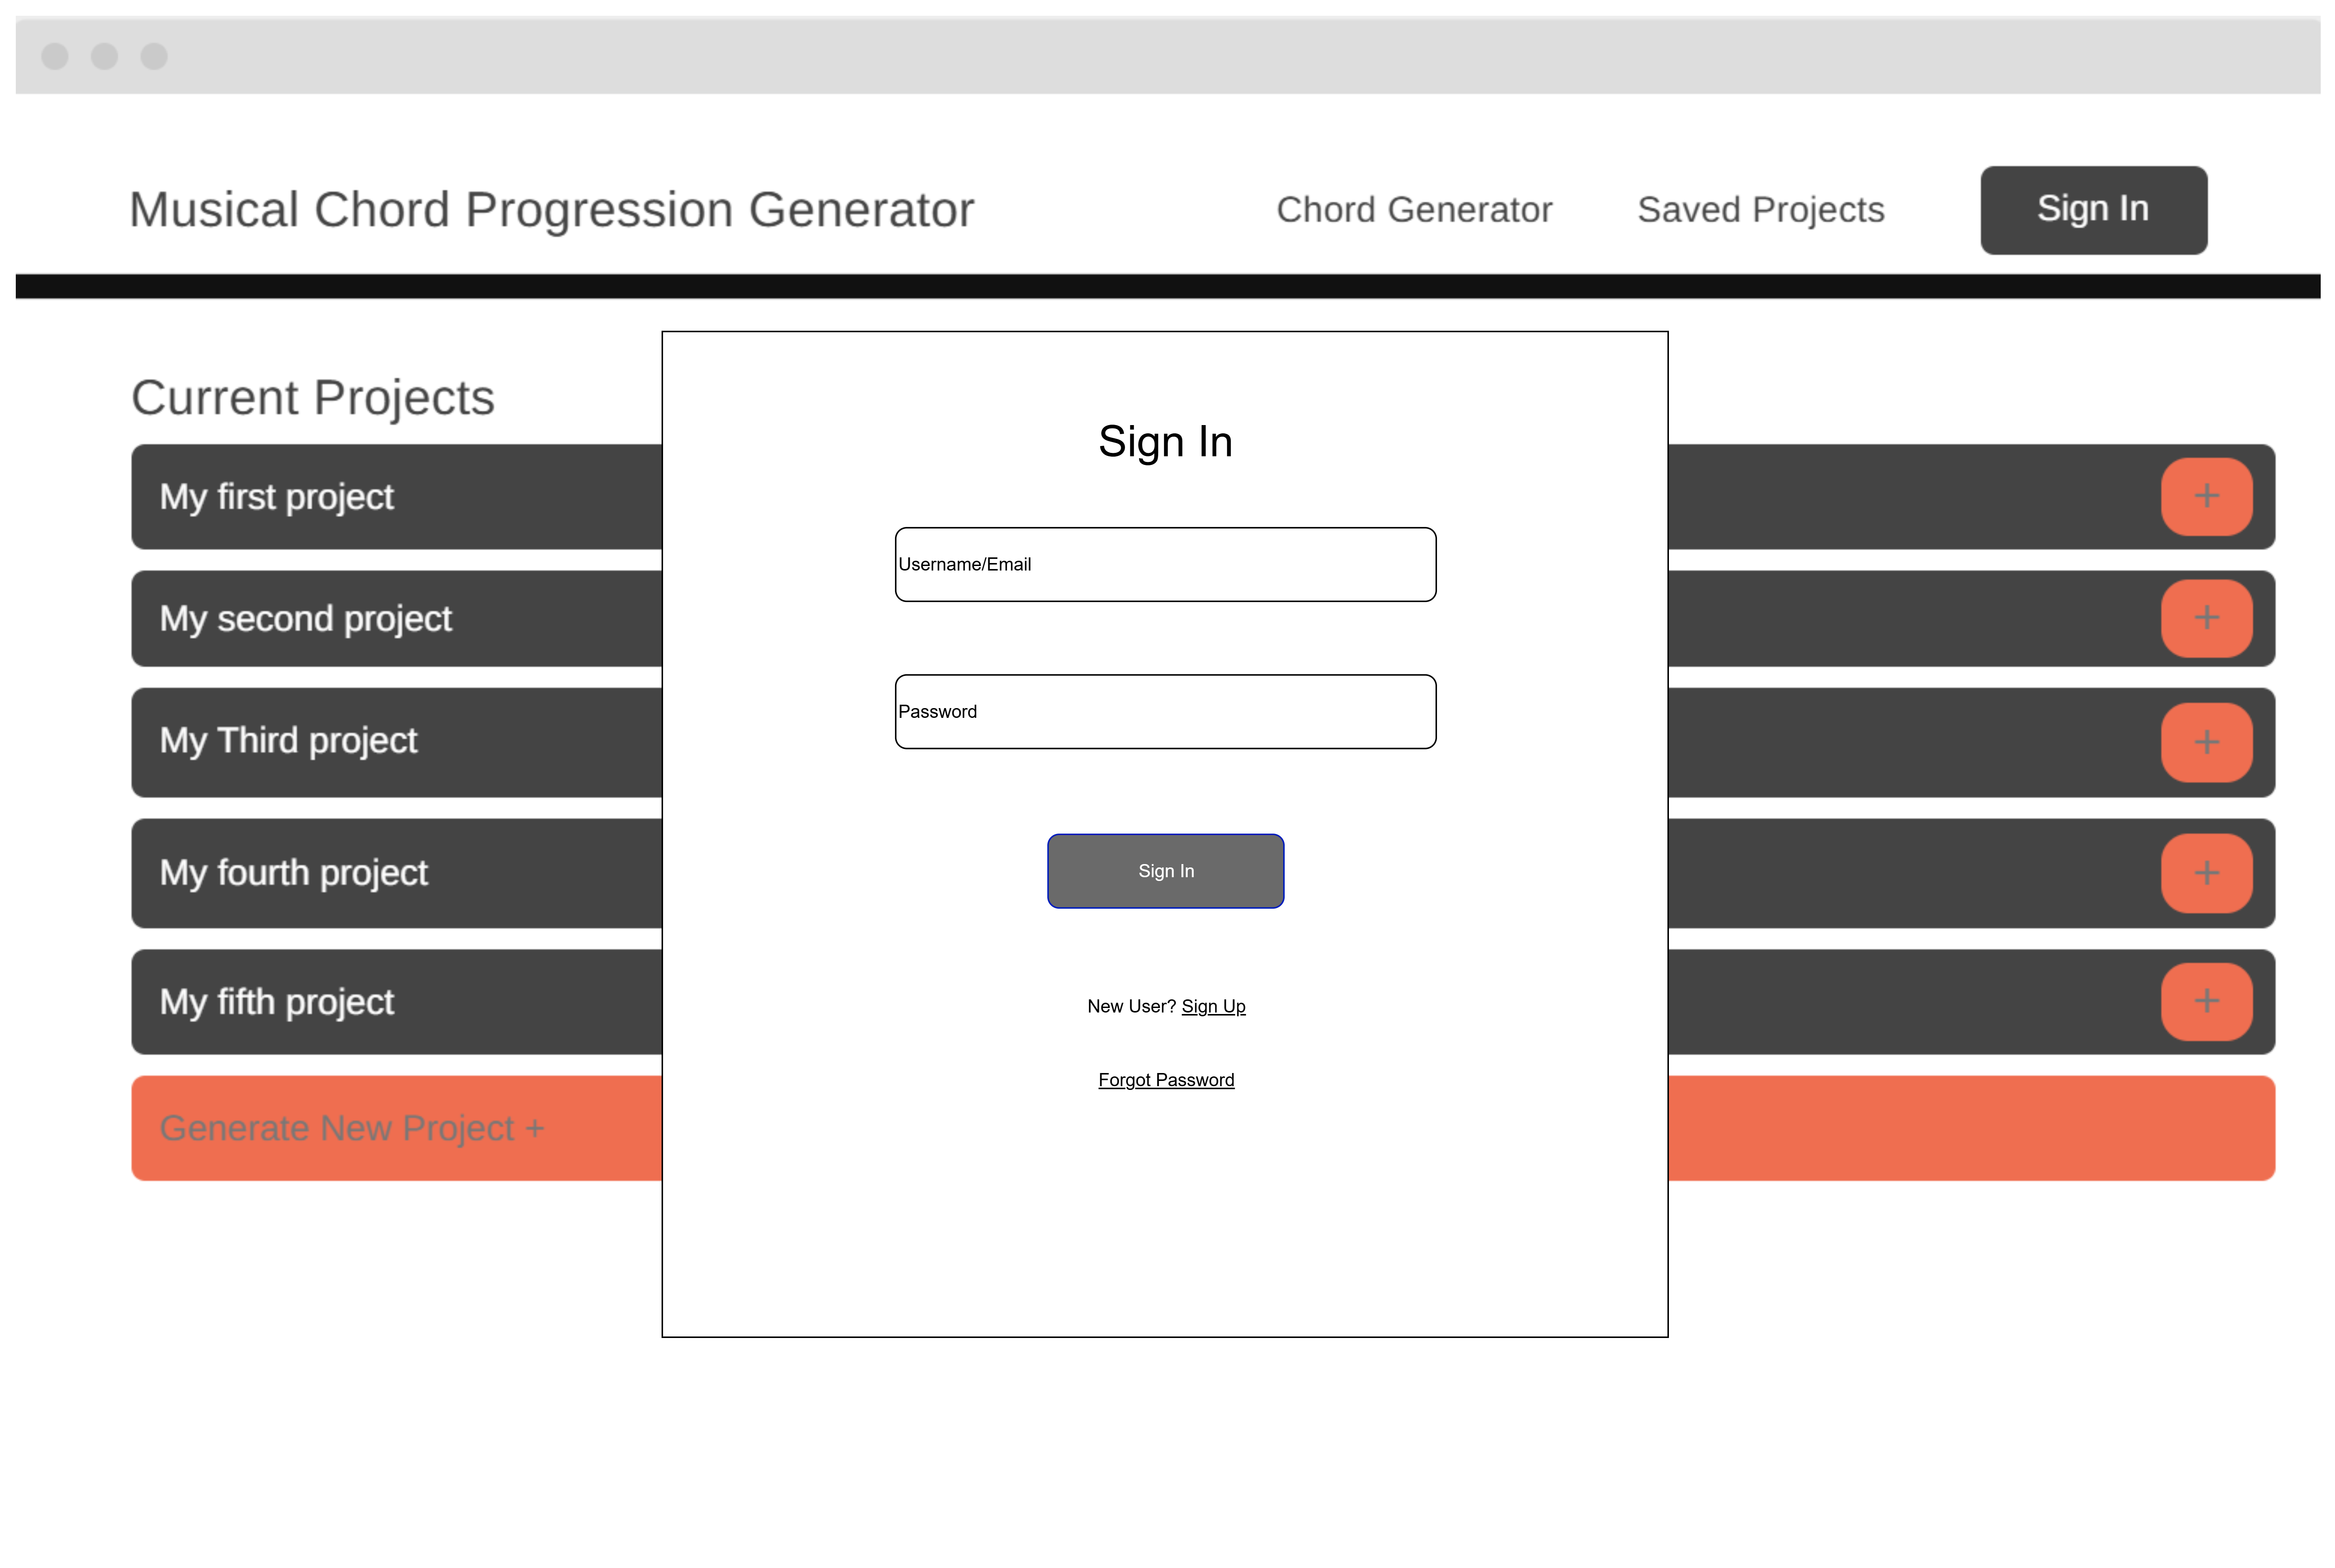 Musical Chord Progression Generator
Chord Generator
Saved Projects
Sign In
Current Projects
My first project
+
My second project
+
My Third project
+
My fourth project
+
My fifth project
+
Generate New Project +
Sign In
Username/Email
Password
Sign In
New User? Sign Up
Forgot Password